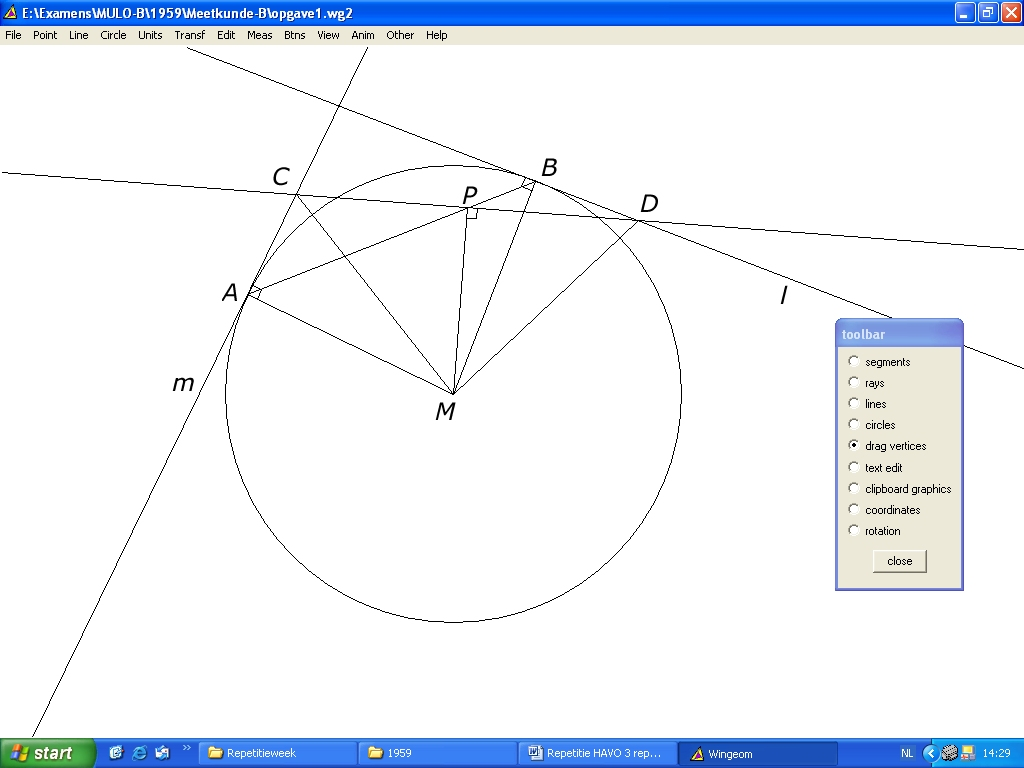 E:\Examens\MULO-B\1959\Meetkunde-B\opgave1.wg2
File Point Line Circle Units Transf Edit Meas Btns View Anim Other Help
B
C
P
D
A
l
m
M
toolbar
segments
rays
lines
circles
drag vertices
text edit
clipboard graphics
coordinates
rotation
close
start » Repetitieweek 1959 Repetitie HAVO 3 rep... Wingeom NL 14:29